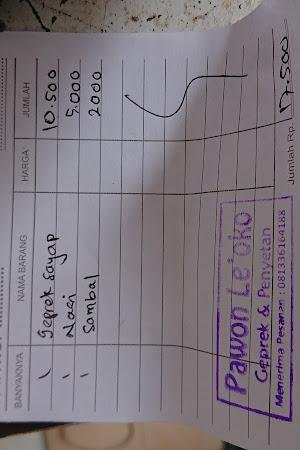 BANYAKNYA NAMA BARANG HARGA JUMLAH
1 Geprek Sayap 10.500
1 Nasi 5.000
1 Sambal 2000
Jumlah Rp. 17.500
Pawon Le'oko
Geprek & Penyetan
Menerima Pesanan : 081336164188